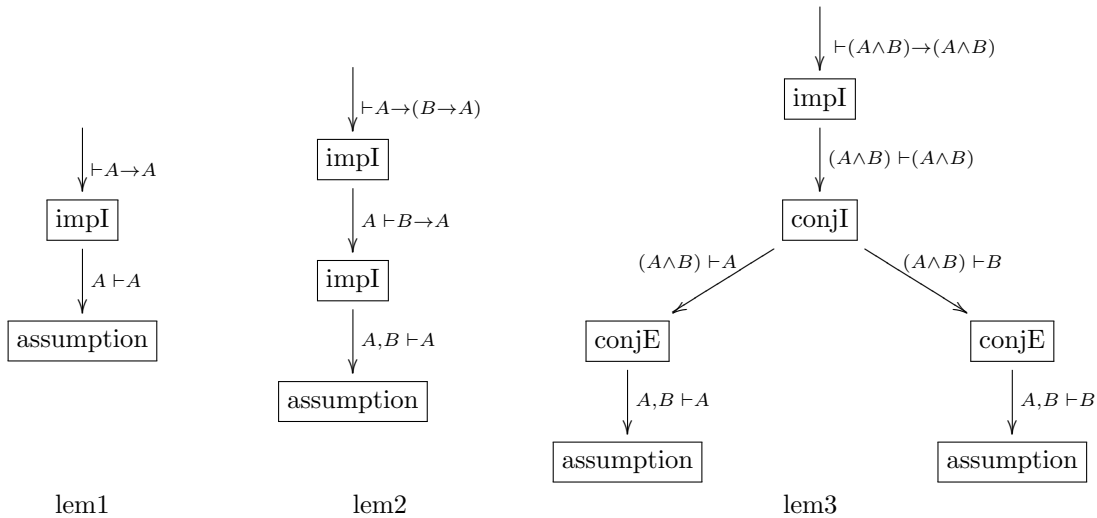 ⊢A→A
impI
A ⊢A
assumption
lem1
⊢A→(B→A)
impI
A ⊢B→A
impI
A,B ⊢A
assumption
lem2
⊢(A∧B)→(A∧B)
impI
(A∧B) ⊢(A∧B)
conjI
(A∧B) ⊢A
(A∧B) ⊢B
conjE
conjE
A,B ⊢A
A,B ⊢B
assumption
assumption
lem3